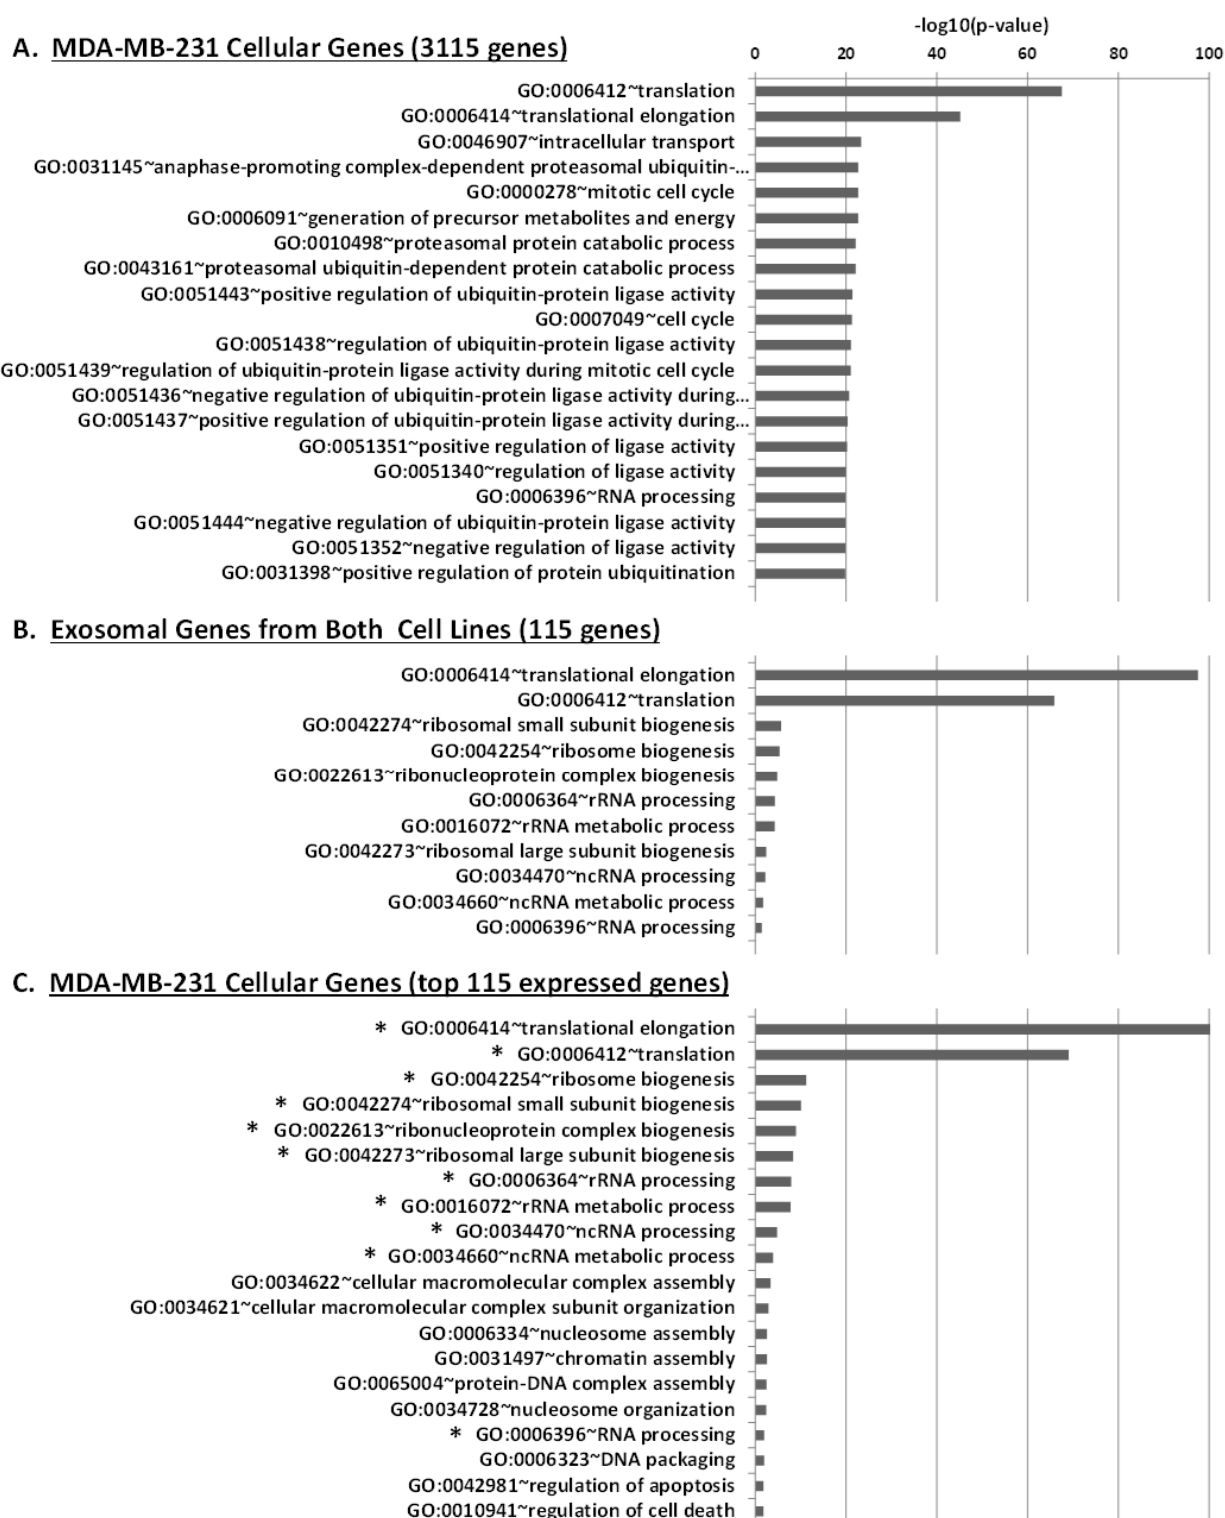 -log10(p-value)
A. MDA-MB-231 Cellular Genes (3115 genes)
0 20 40 60 80 100
GO:0006412~translation
GO:0006414~translational elongation
GO:0046907~intracellular transport
GO:0031145~anaphase-promoting complex-dependent proteasomal ubiquitin-...
GO:0000278~mitotic cell cycle
GO:0006091~generation of precursor metabolites and energy
GO:0010498~proteasomal protein catabolic process
GO:0043161~proteasomal ubiquitin-dependent protein catabolic process
GO:0051443~positive regulation of ubiquitin-protein ligase activity
GO:0007049~cell cycle
GO:0051438~regulation of ubiquitin-protein ligase activity
GO:0051439~regulation of ubiquitin-protein ligase activity during mitotic cell cycle
GO:0051436~negative regulation of ubiquitin-protein ligase activity during...
GO:0051437~positive regulation of ubiquitin-protein ligase activity during...
GO:0051351~positive regulation of ligase activity
GO:0051340~regulation of ligase activity
GO:0006396~RNA processing
GO:0051444~negative regulation of ubiquitin-protein ligase activity
GO:0051352~negative regulation of ligase activity
GO:0031398~positive regulation of protein ubiquitination
B. Exosomal Genes from Both Cell Lines (115 genes)
GO:0006414~translational elongation
GO:0006412~translation
GO:0042274~ribosomal small subunit biogenesis
GO:0042254~ribosome biogenesis
GO:0022613~ribonucleoprotein complex biogenesis
GO:0006364~rRNA processing
GO:0016072~rRNA metabolic process
GO:0042273~ribosomal large subunit biogenesis
GO:0034470~ncRNA processing
GO:0034660~ncRNA metabolic process
GO:0006396~RNA processing
C. MDA-MB-231 Cellular Genes (top 115 expressed genes)
* GO:0006414~translational elongation
* GO:0006412~translation
* GO:0042254~ribosome biogenesis
* GO:0042274~ribosomal small subunit biogenesis
* GO:0022613~ribonucleoprotein complex biogenesis
* GO:0042273~ribosomal large subunit biogenesis
* GO:0006364~rRNA processing
* GO:0016072~rRNA metabolic process
* GO:0034470~ncRNA processing
* GO:0034660~ncRNA metabolic process
GO:0034622~cellular macromolecular complex assembly
GO:0034621~cellular macromolecular complex subunit organization
GO:0006334~nucleosome assembly
GO:0031497~chromatin assembly
GO:0065004~protein-DNA complex assembly
GO:0034728~nucleosome organization
* GO:0006396~RNA processing
GO:0006323~DNA packaging
GO:0042981~regulation of apoptosis
GO:0010941~regulation of cell death